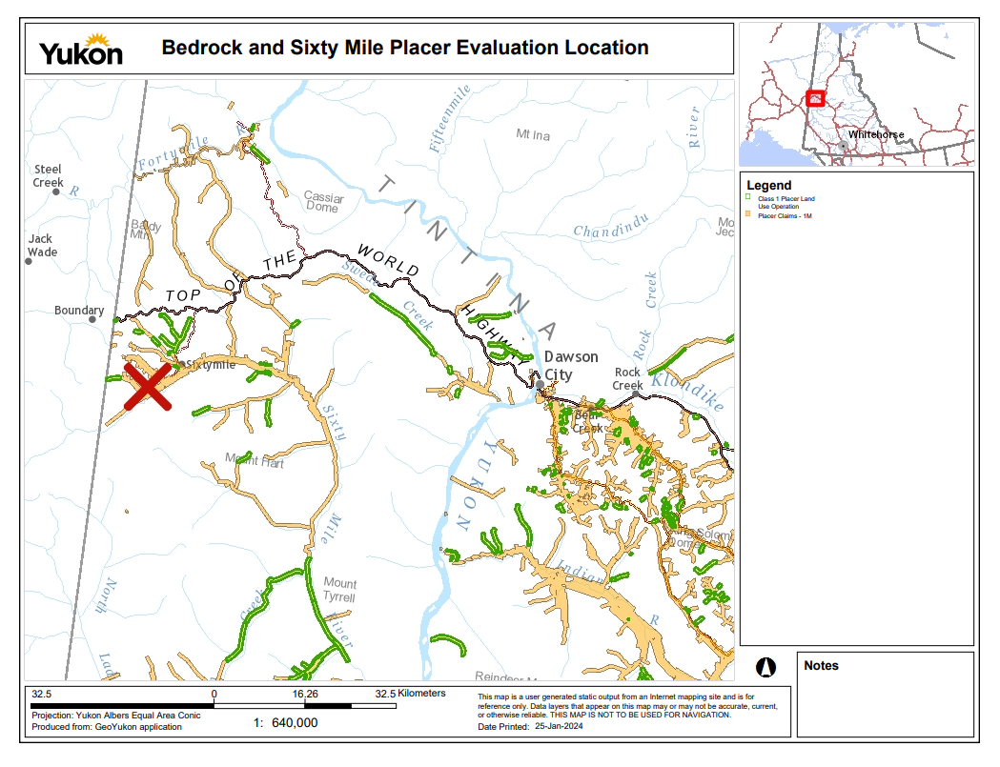 Yukon
Bedrock and Sixty Mile Placer Evaluation Location
Whitehorse
Legend
Class 1 Placer Land
Use Operation
Placer Claims - 1M
Fortymile
R
Fifteenmile
Mt Ina
River
Steel
Creek
R
Cassiar
Dome
TINTINA
Chandindu
Baldy
Mtn
Jack
Wade
TOP OF THE WORLD HIGHWAY
Swede
Creek
Creek
Rock
Boundary
Dawson
City
Sixtymile
Rock
Creek
Klondike
Bear
Creek
Sixty
Mount Hart
YUKON
Mile
Indian
R
Mount
Tyrrell
North
Creek
River
Lad
32.5
0
16.26
32.5 Kilometers
Projection: Yukon Albers Equal Area Conic
Produced from: GeoYukon application
1: 640,000
This map is a user generated static output from an Internet mapping site and is for
reference only. Data layers that appear on this map may or may not be accurate, current,
or otherwise reliable. THIS MAP IS NOT TO BE USED FOR NAVIGATION.
Date Printed: 25-Jan-2024
Notes